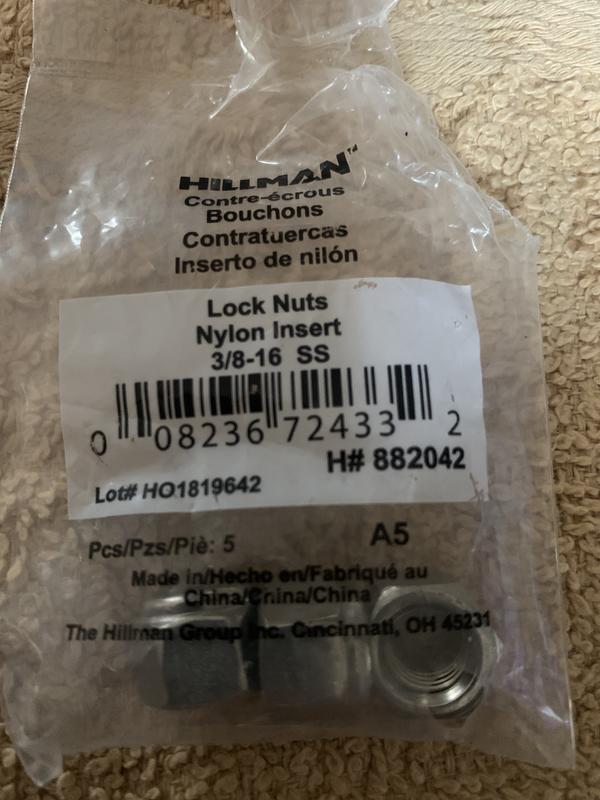 HILLMAN™
Contre-écrous
Bouchons
Contratuercas
Inserto de nilón
Lock Nuts
Nylon Insert
3/8-16 SS
0 08236 72433 2
H# 882042
Lot# HO1819642
Pcs/Pzs/Piè: 5 A5
Made in/Hecho en/Fabriqué au
China/China/China
The Hillman Group Inc. Cincinnati, OH 45231